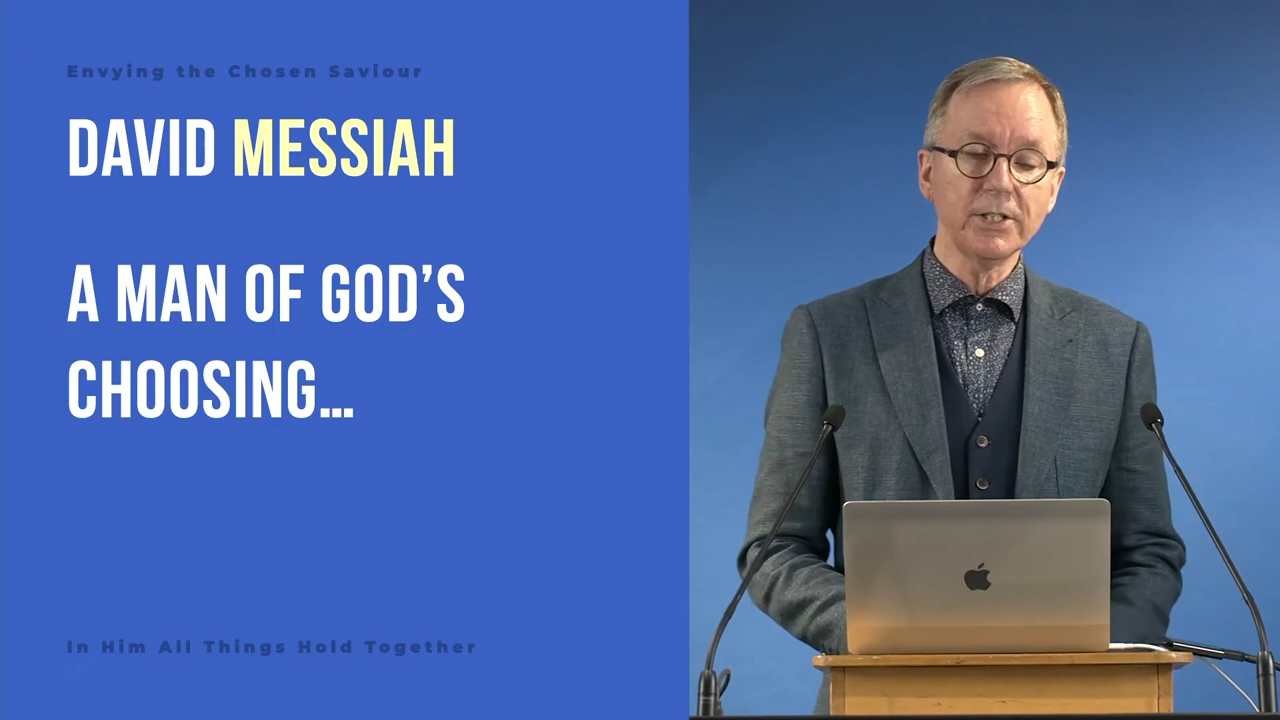 Envying the Chosen Saviour
DAVID MESSIAH
A MAN OF GOD’S
CHOOSING…
In Him All Things Hold Together